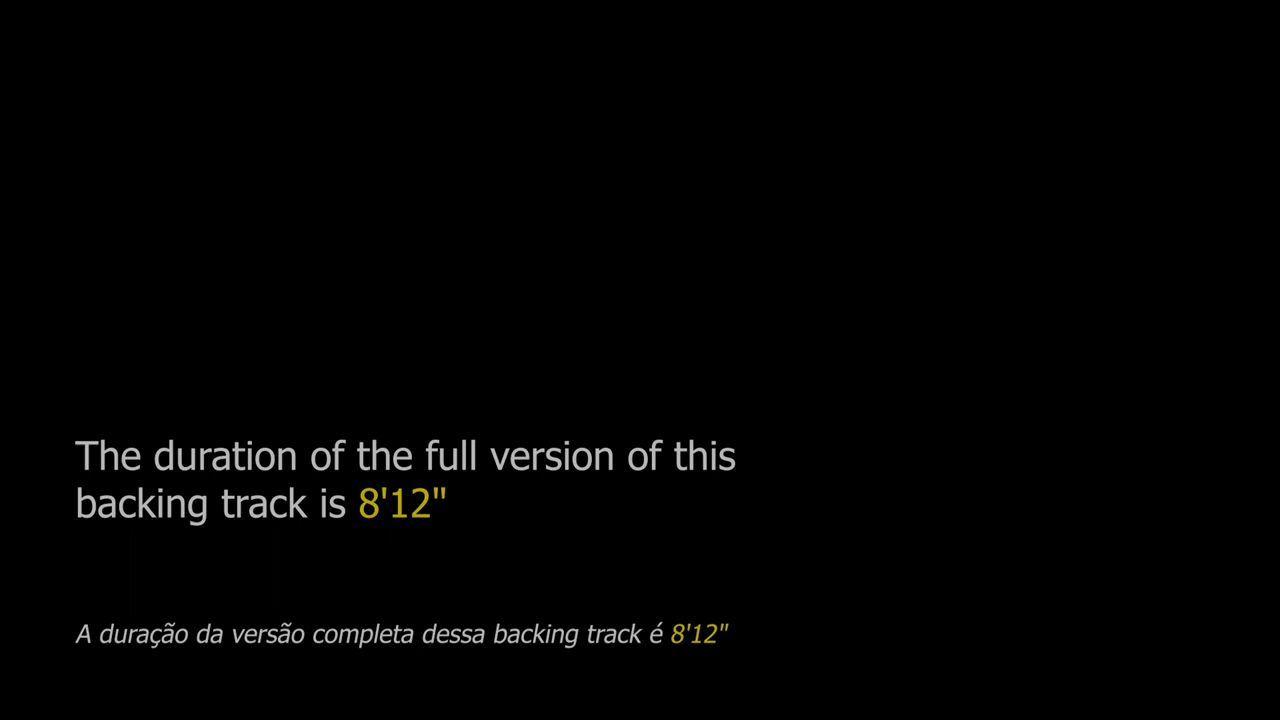 The duration of the full version of this
backing track is 8'12"
A duração da versão completa dessa backing track é 8'12"